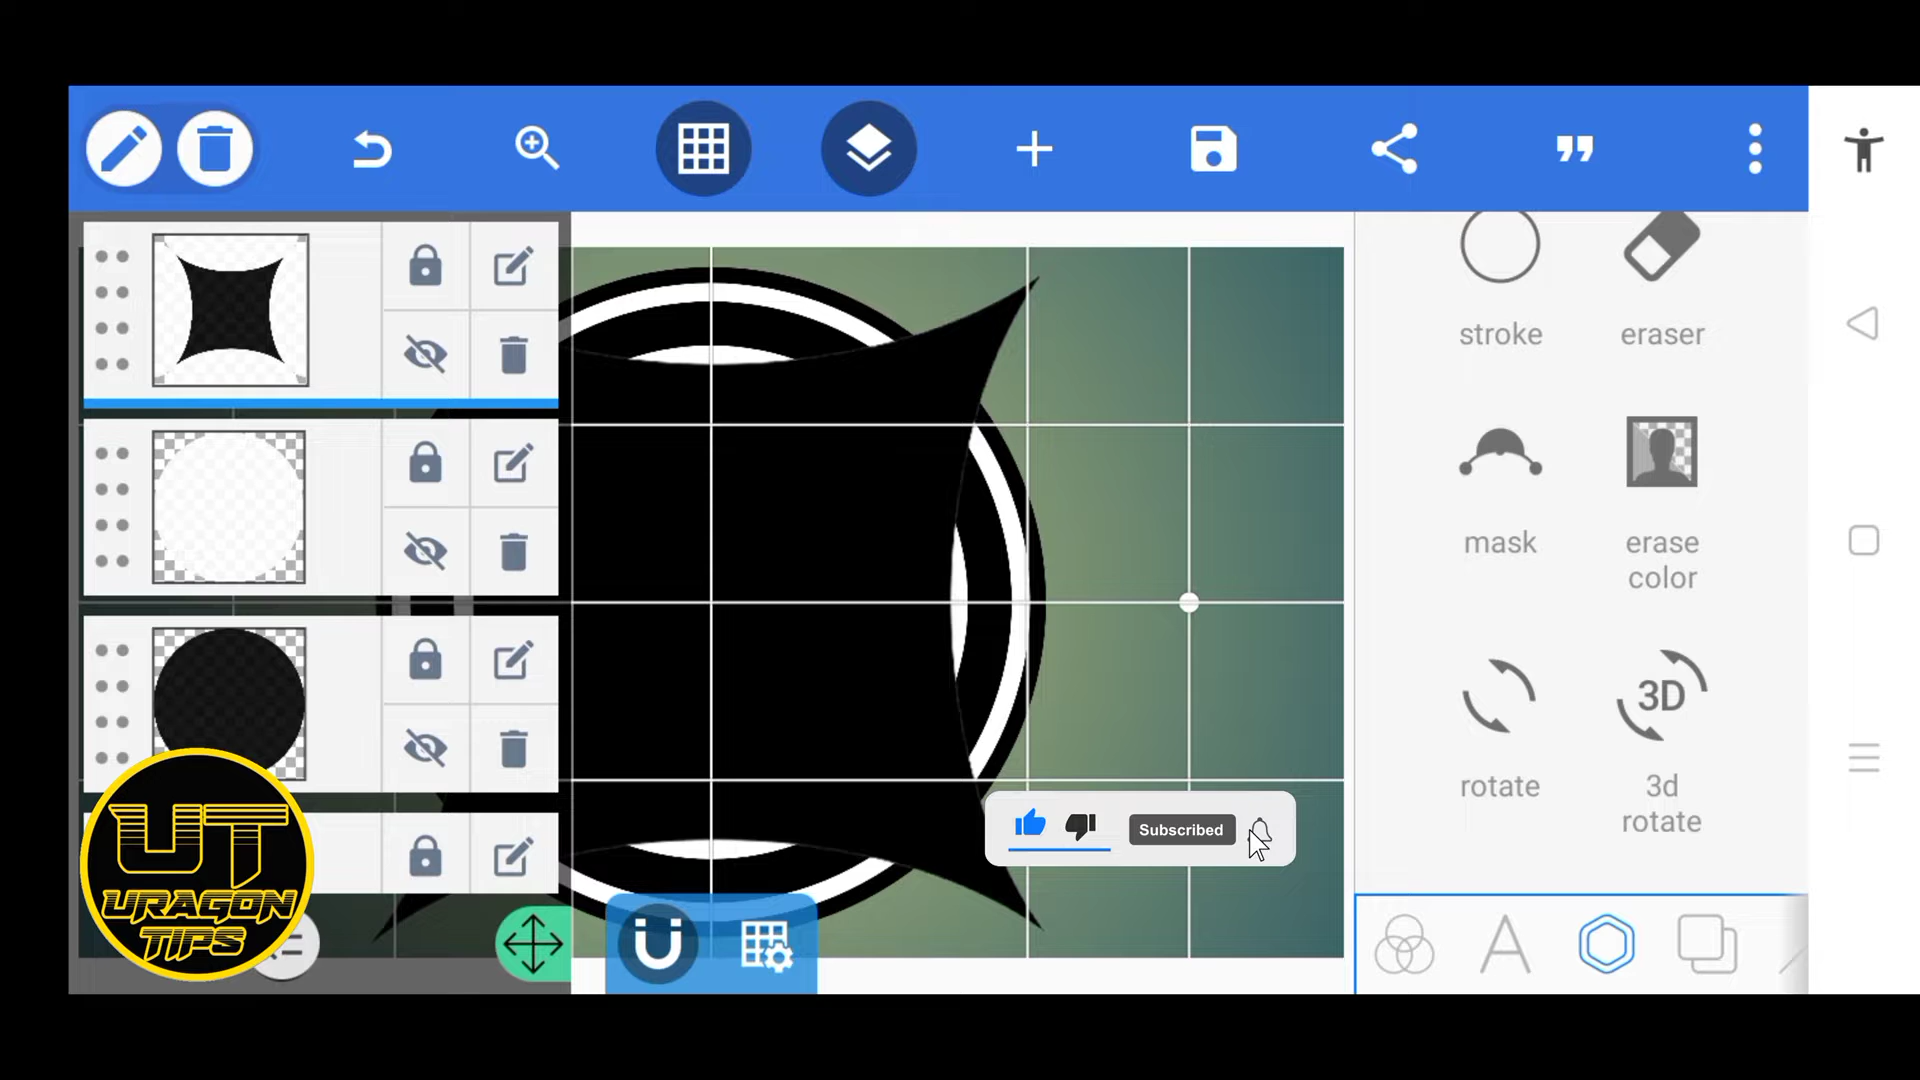 stroke
eraser
mask
erase
color
3D
rotate
3d
rotate
Subscribed
UT
URAGON
TIPS
A